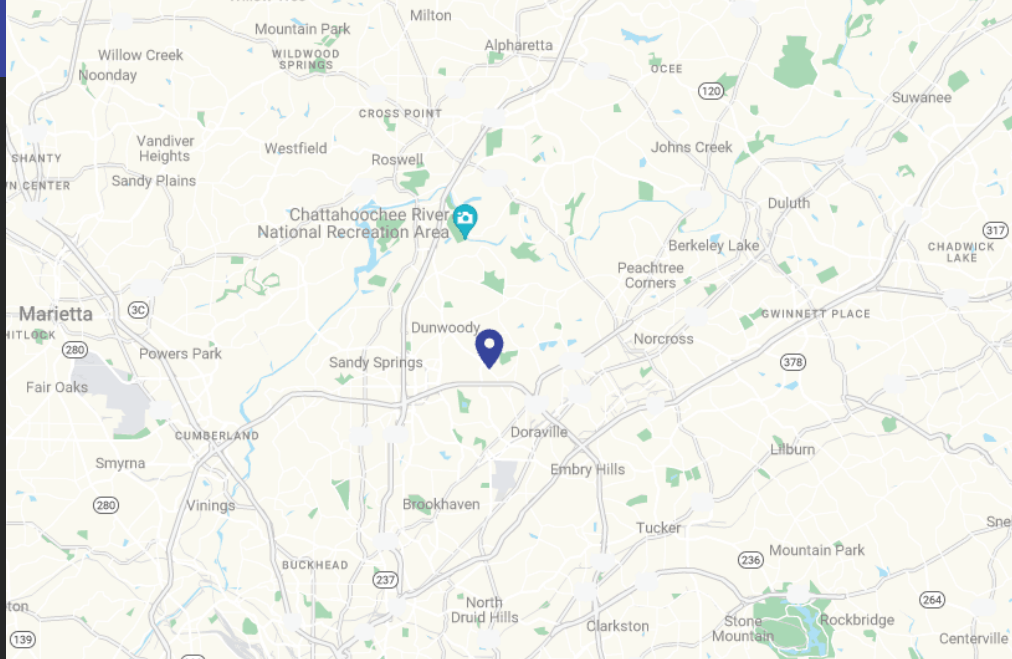 Milton
Mountain Park
Willow Creek
Noonday
WILDWOOD
SPRINGS
Alpharetta
OCEE
120
Suwanee
CROSS POINT
Vandiver
Heights
Westfield
Roswell
Johns Creek
SHANTY
N CENTER
Sandy Plains
Chattahoochee River
National Recreation Area
Duluth
Berkeley Lake
317
CHADWICK
LAKE
Peachtree
Corners
Marietta
3C
GWINNETT PLACE
HITLOCK
280
Powers Park
Dunwoody
Sandy Springs
Norcross
378
Fair Oaks
CUMBERLAND
Doraville
Smyrna
Embry Hills
Lilburn
280
Vinings
Brookhaven
Tucker
Sne
BUCKHEAD
237
236
Mountain Park
ton
North
Druid Hills
264
139
Clarkston
Stone
Mountain
Rockbridge
Centerville